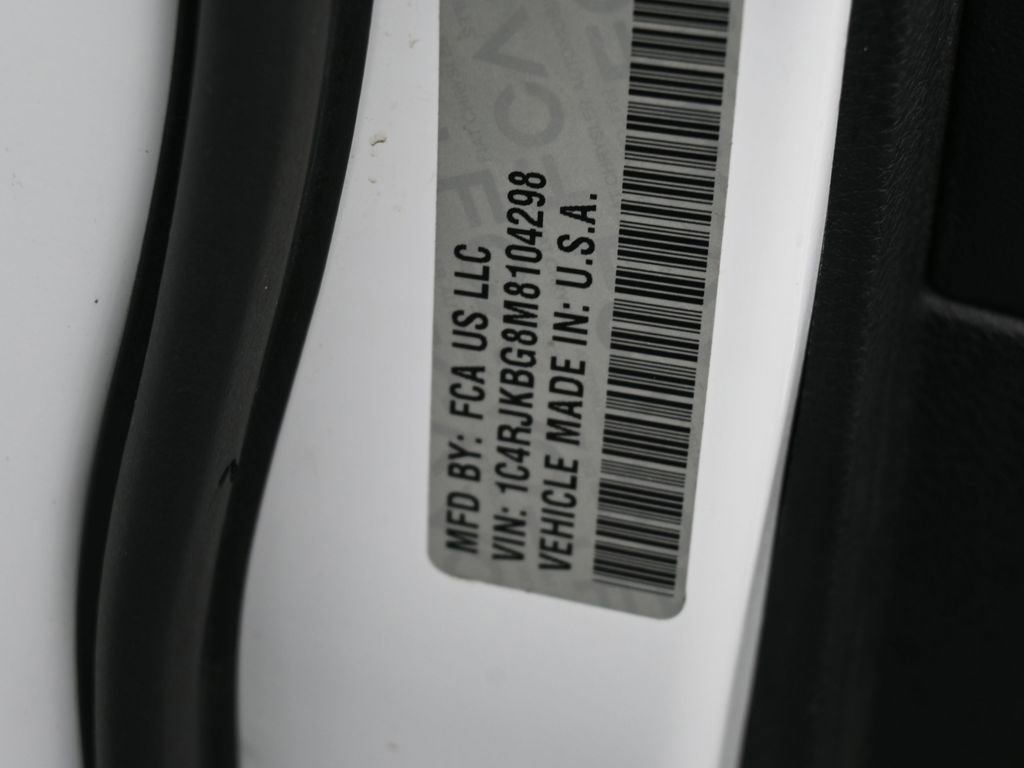 MFD BY: FCA US LLC
VIN: 1C4RJKBG8M8104298
VEHICLE MADE IN: U.S.A.